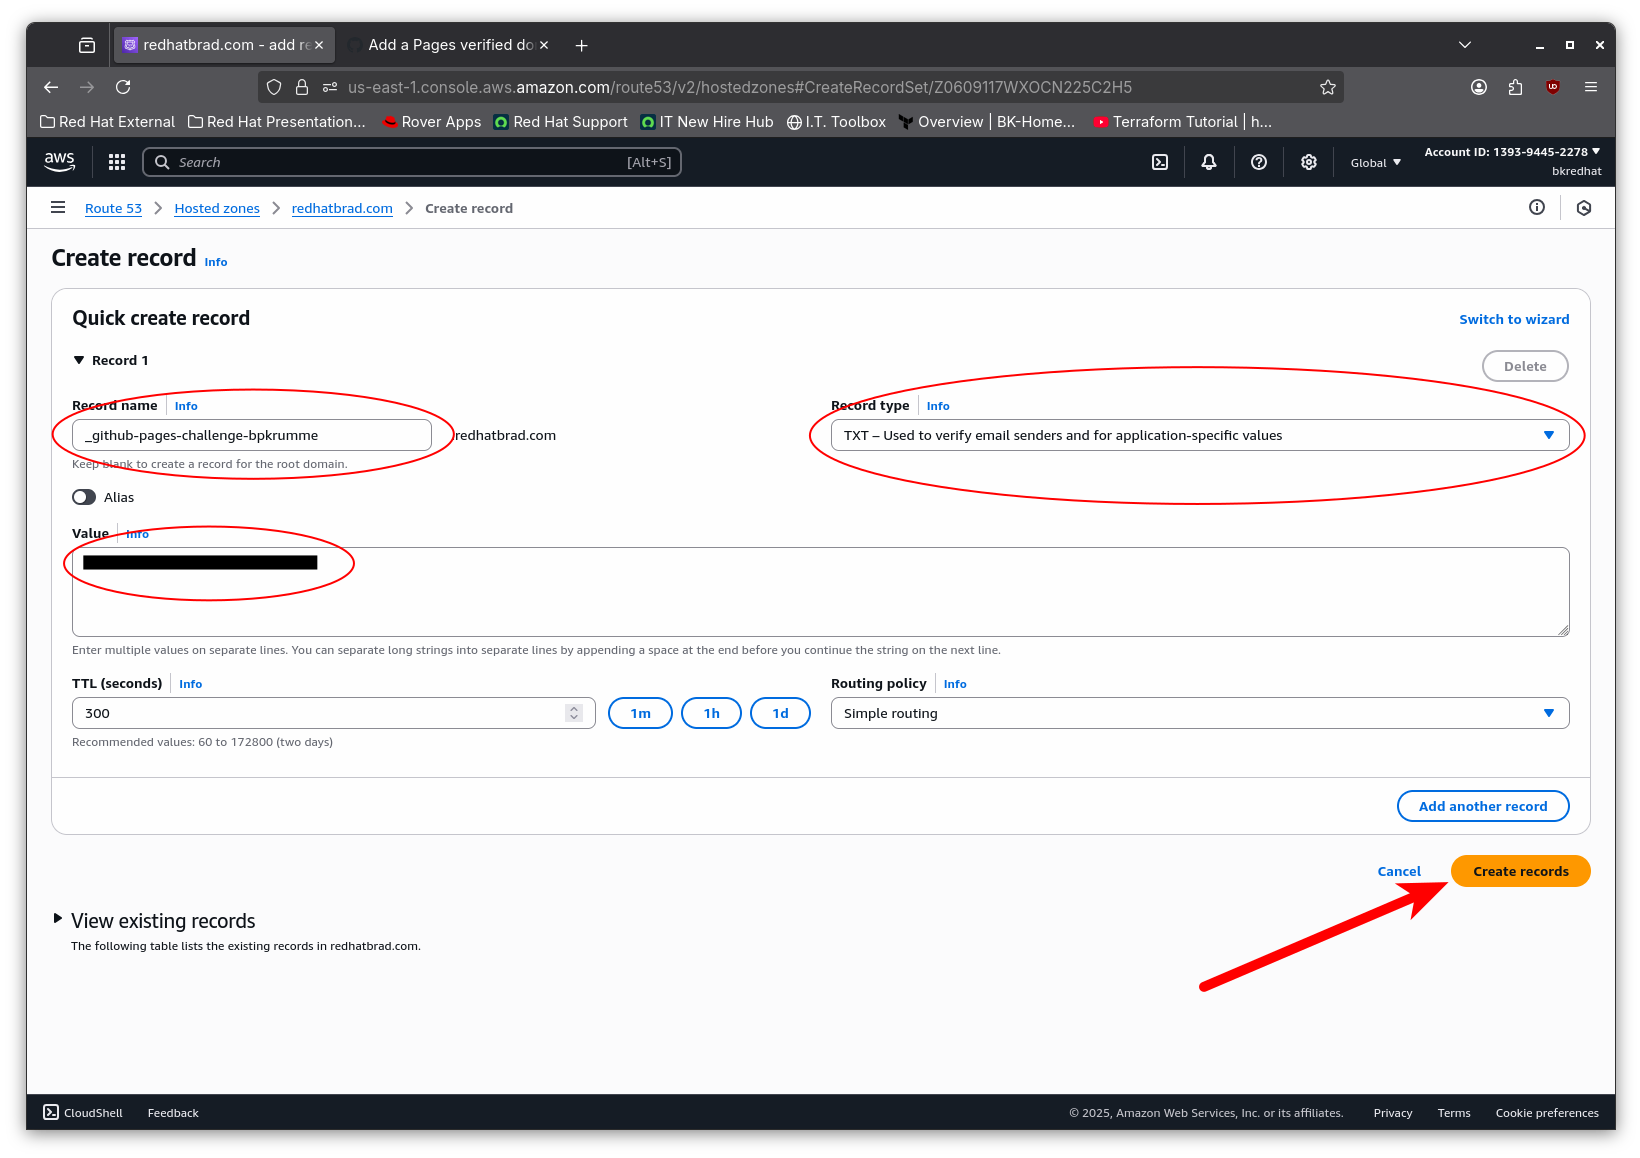 redhatbrad.com - add re
Add a Pages verified do
us-east-1.console.aws.amazon.com/route53/v2/hostedzones#CreateRecordSet/Z0609117WXOCN225C2H5
Red Hat External
Red Hat Presentation...
Rover Apps
Red Hat Support
IT New Hire Hub
I.T. Toolbox
Overview | BK-Home...
Terraform Tutorial | h...
aws
Search
[Alt+S]
Global
Account ID: 1393-9445-2278
bkredhat
Route 53
Hosted zones
redhatbrad.com
Create record
Create record Info
Quick create record
Switch to wizard
Record 1
Delete
Record name Info
_github-pages-challenge-bpkrumme
redhatbrad.com
Keep blank to create a record for the root domain.
Record type Info
TXT – Used to verify email senders and for application-specific values
Alias
Value Info
Enter multiple values on separate lines. You can separate long strings into separate lines by appending a space at the end before you continue the string on the next line.
TTL (seconds) Info
300
1m
1h
1d
Recommended values: 60 to 172800 (two days)
Routing policy Info
Simple routing
Add another record
Cancel
Create records
View existing records
The following table lists the existing records in redhatbrad.com.
CloudShell
Feedback
© 2025, Amazon Web Services, Inc. or its affiliates.
Privacy
Terms
Cookie preferences